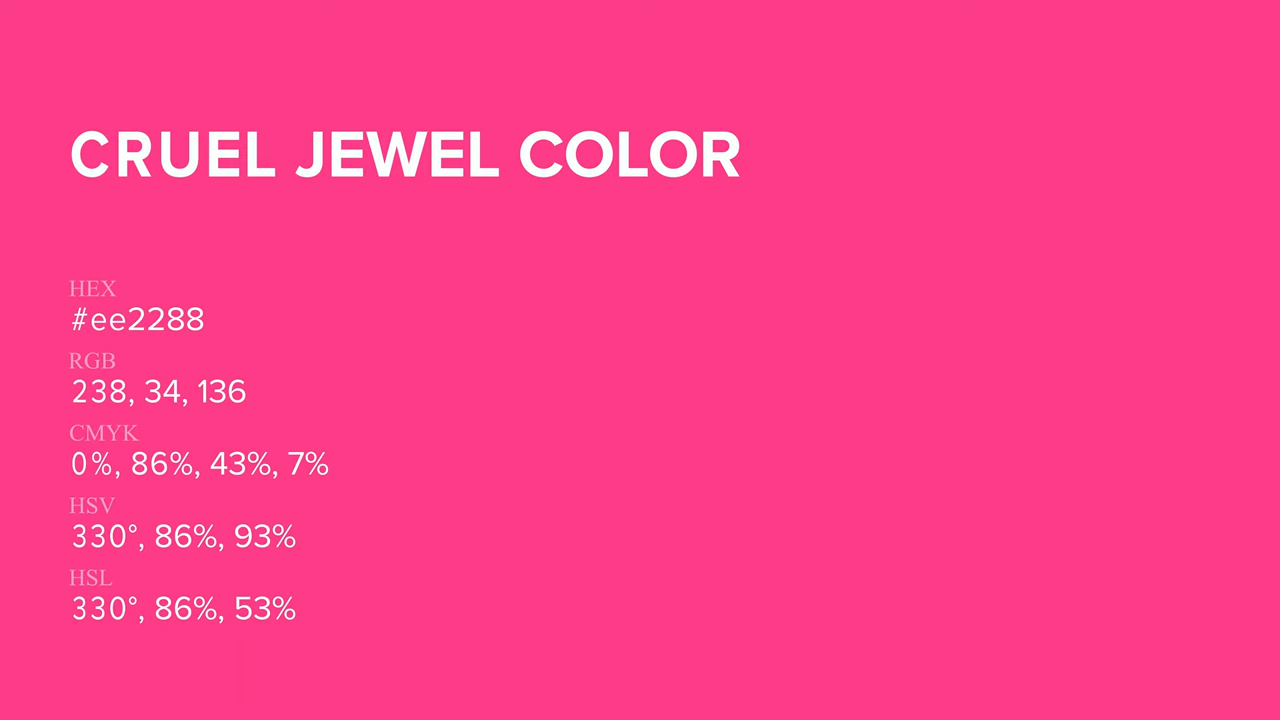 CRUEL JEWEL COLOR
HEX
#ee2288
RGB
238, 34, 136
CMYK
0%, 86%, 43%, 7%
HSV
330°, 86%, 93%
HSL
330°, 86%, 53%